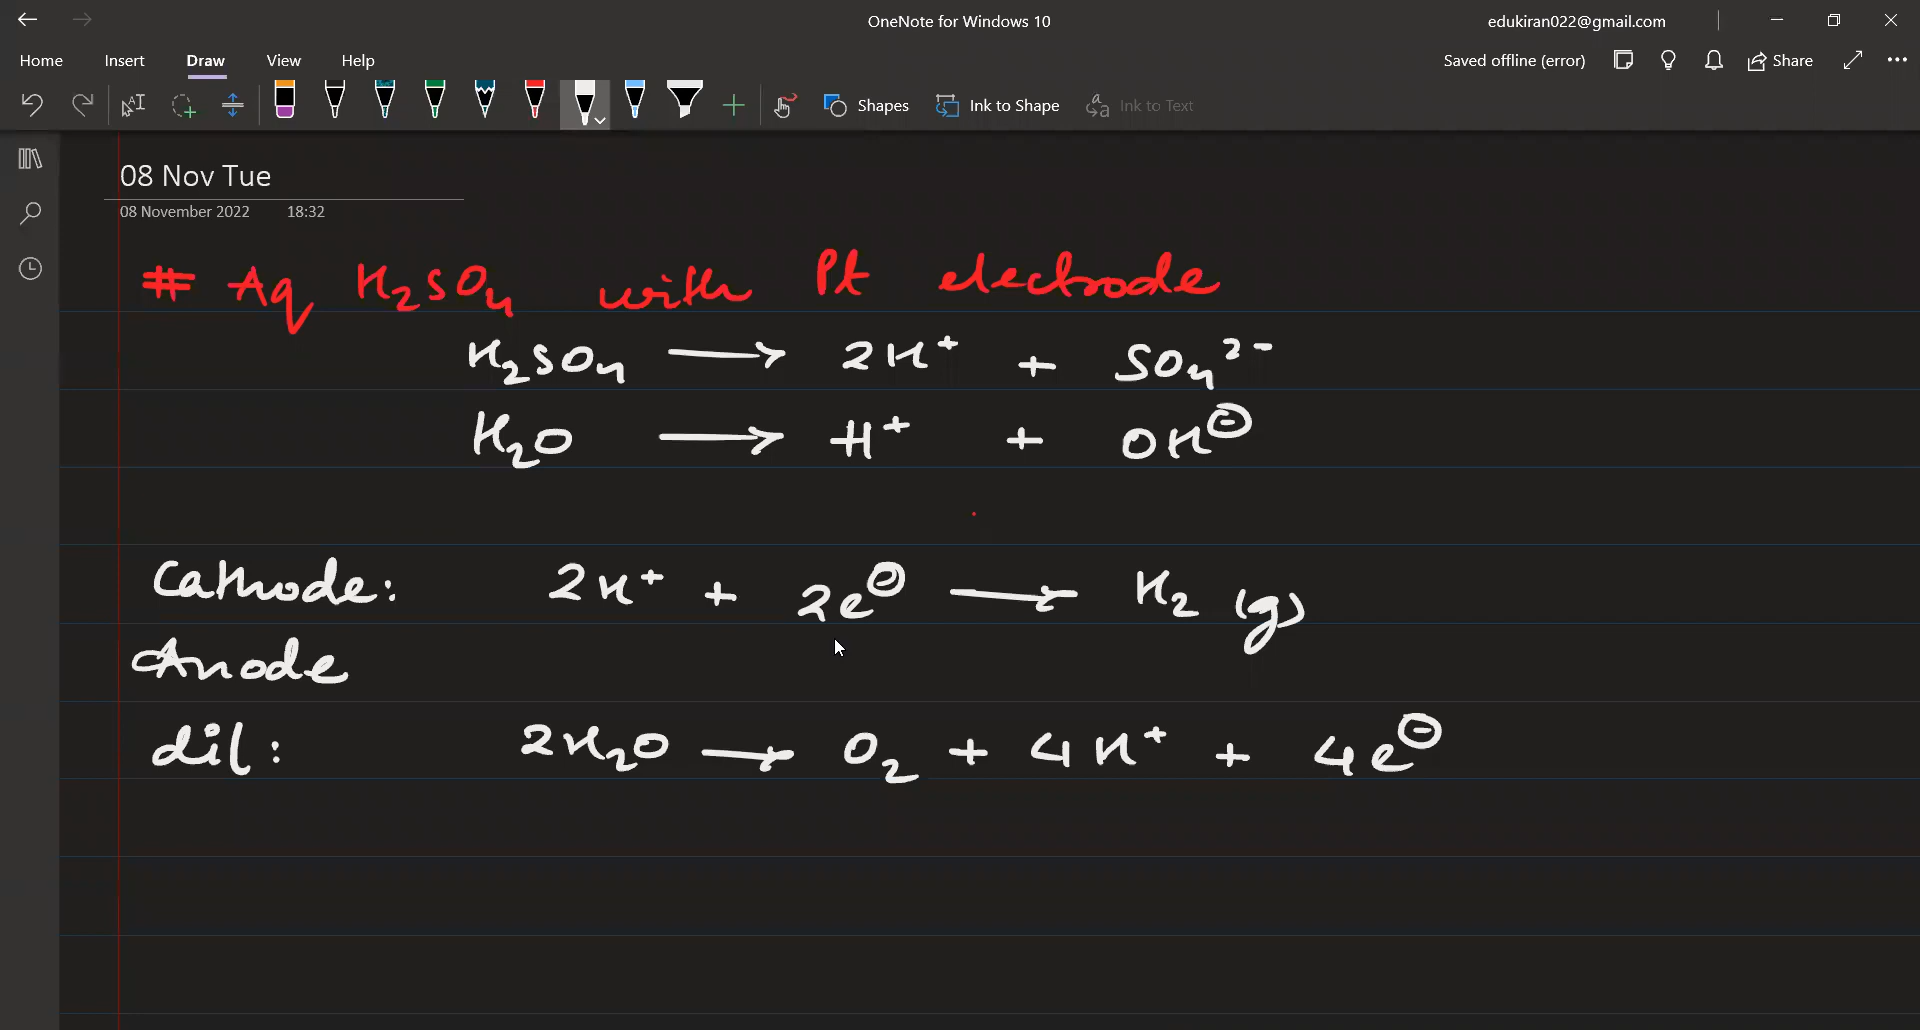 OneNote for Windows 10
edukiran022@gmail.com
Home Insert Draw View Help
Saved offline (error)
Share
Shapes
Ink to Shape
Ink to Text
08 Nov Tue
08 November 2022 18:32
# Aq H₂SO₄ with Pt electrode
H₂SO₄ ⟶ 2H⁺ + SO₄²⁻
H₂O ⟶ H⁺ + OH⊖
Cathode: 2H⁺ + 2e⊖ ⟶ H₂ (g)
Anode
dil: 2H₂O ⟶ O₂ + 4H⁺ + 4e⊖